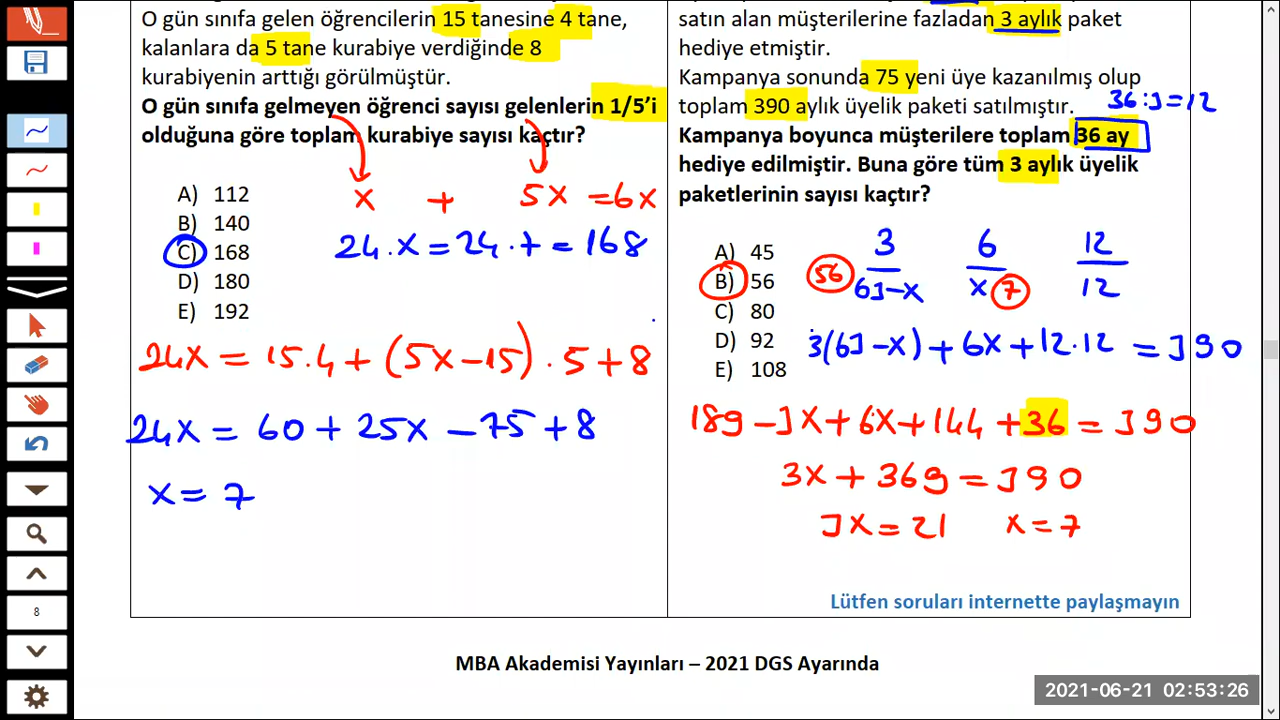 O gün sınıfa gelen öğrencilerin 15 tanesine 4 tane,
kalanlara da 5 tane kurabiye verdiğinde 8
kurabiyenin arttığı görülmüştür.
O gün sınıfa gelmeyen öğrenci sayısı gelenlerin 1/5'i
olduğuna göre toplam kurabiye sayısı kaçtır?
x + 5x = 6x
A) 112
B) 140
C) 168
D) 180
E) 192
24.x = 24.7 = 168
24x = 15.4 + (5x-15).5 + 8
24x = 60 + 25x - 75 + 8
x = 7
satın alan müşterilerine fazladan 3 aylık paket
hediye etmiştir.
Kampanya sonunda 75 yeni üye kazanılmış olup
toplam 390 aylık üyelik paketi satılmıştır.
36:3=12
Kampanya boyunca müşterilere toplam 36 ay
hediye edilmiştir. Buna göre tüm 3 aylık üyelik
paketlerinin sayısı kaçtır?
A) 45
B) 56
C) 80
D) 92
E) 108
3 6 12
56 63-x x 7 12
3(63-x) + 6x + 12.12 = 390
189 - 3x + 6x + 144 + 36 = 390
3x + 369 = 390
3x = 21 x = 7
Lütfen soruları internette paylaşmayın
8
MBA Akademisi Yayınları – 2021 DGS Ayarında
2021-06-21 02:53:26